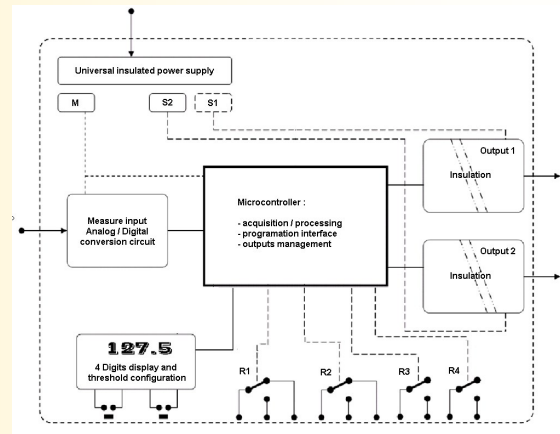 Universal insulated power supply
M
S2
S1
Output 1
Insulation
Measure input
Analog / Digital
conversion circuit
Microcontroller :
- acquisition / processing
- programation interface
- outputs management
Output 2
Insulation
127.5
4 Digits display and
threshold configuration
R1
R2
R3
R4